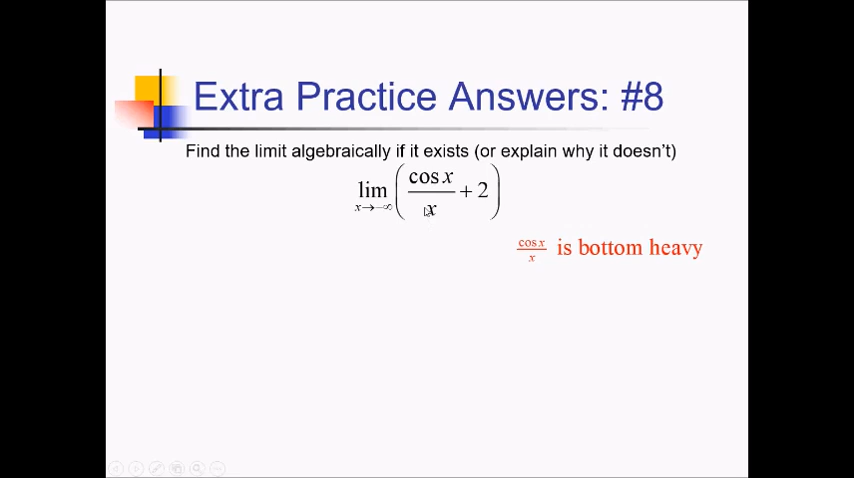 Extra Practice Answers: #8
Find the limit algebraically if it exists (or explain why it doesn't)
lim x→−∞ (cos x / x + 2)
cos x / x is bottom heavy